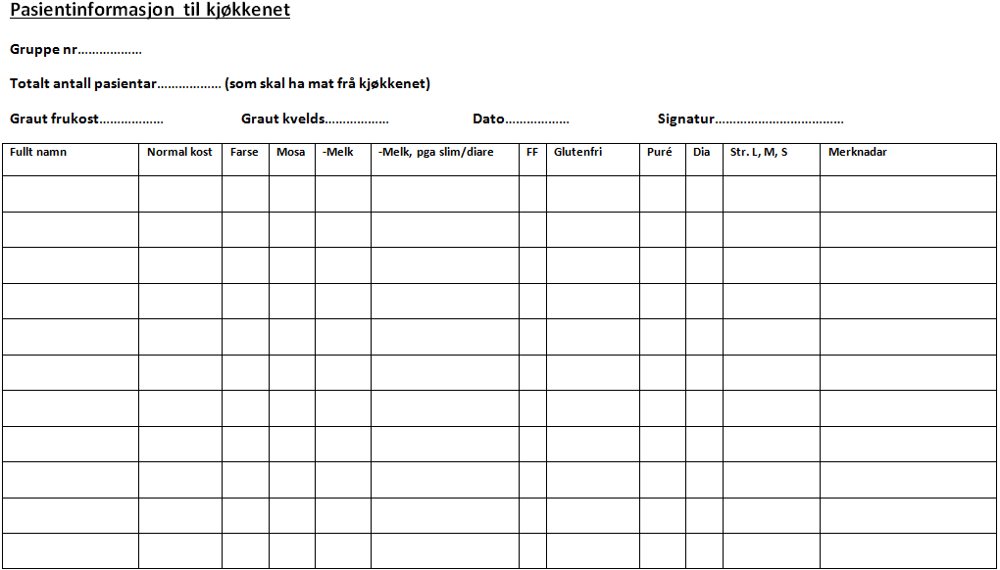 Pasientinformasjon til kjøkkenet
Gruppe nr………………
Totalt antall pasientar……………… (som skal ha mat frå kjøkkenet)
Graut frukost……………… Graut kvelds……………… Dato……………… Signatur………………………………
Fullt namn Normal kost Farse Mosa -Melk -Melk, pga slim/diare FF Glutenfri Puré Dia Str. L, M, S Merknadar